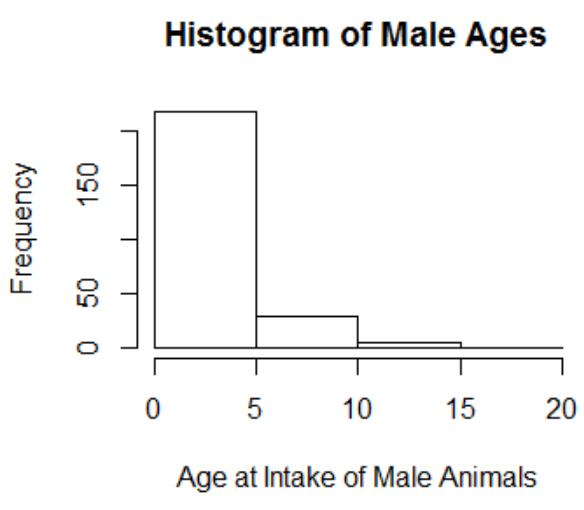 Histogram of Male Ages
Frequency
150
50
0
0 5 10 15 20
Age at Intake of Male Animals